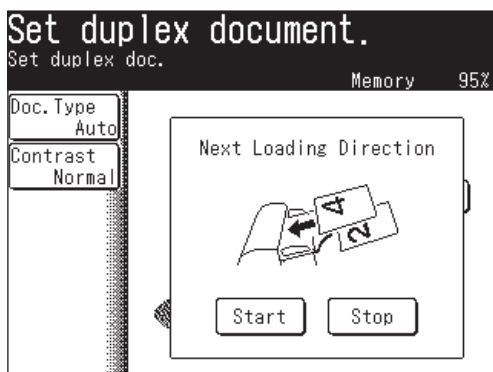 Set duplex document.
Set duplex doc.
Memory 95%
Doc.Type
Auto
Contrast
Normal
Next Loading Direction
4
2
Start Stop